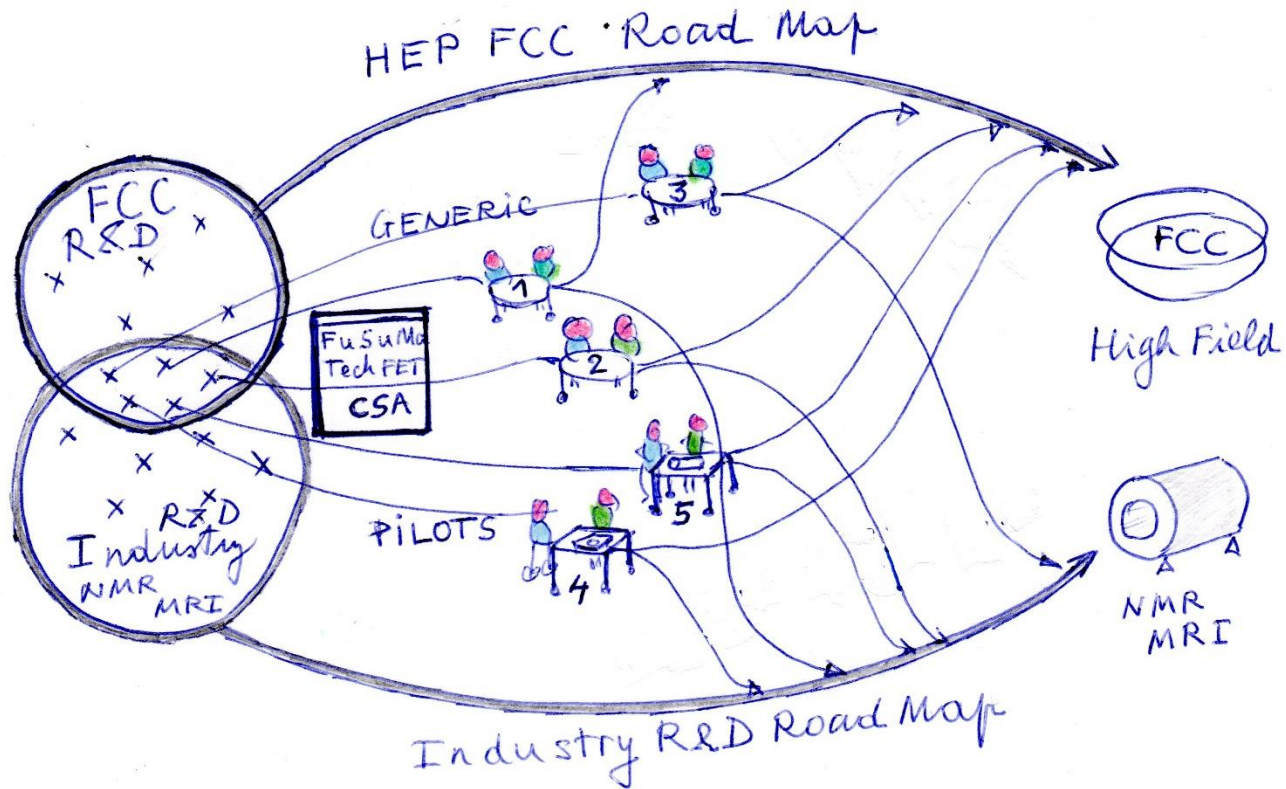 HEP FCC Road Map
FCC
R&D
GENERIC
3
1
FuSuMa
TechFET
CSA
2
FCC
High Field
R&D
Industry
NMR
MRI
PILOTS
5
4
NMR
MRI
Industry R&D Road Map